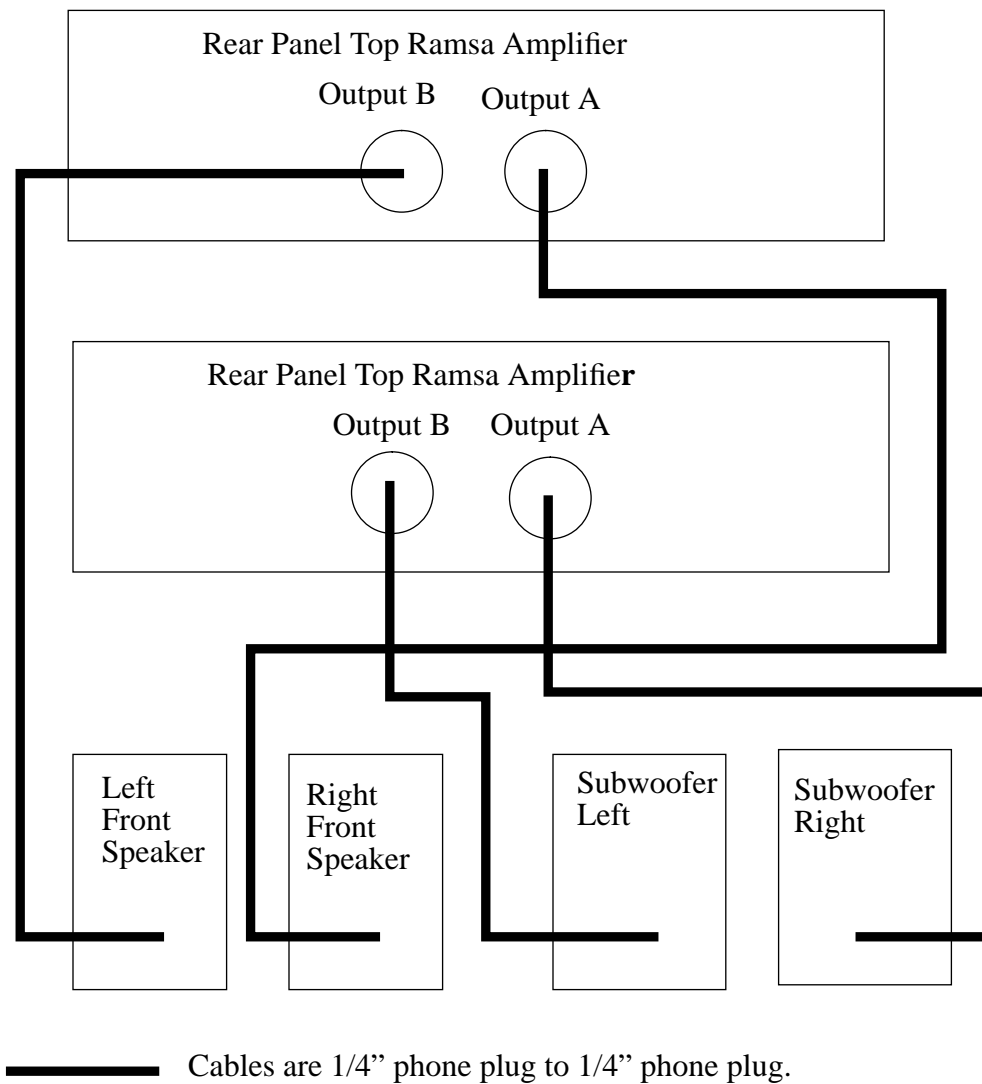 Rear Panel Top Ramsa Amplifier
Output B
Output A
Rear Panel Top Ramsa Amplifier
Output B
Output A
Left
Front
Speaker
Right
Front
Speaker
Subwoofer
Left
Subwoofer
Right
Cables are 1/4” phone plug to 1/4” phone plug.